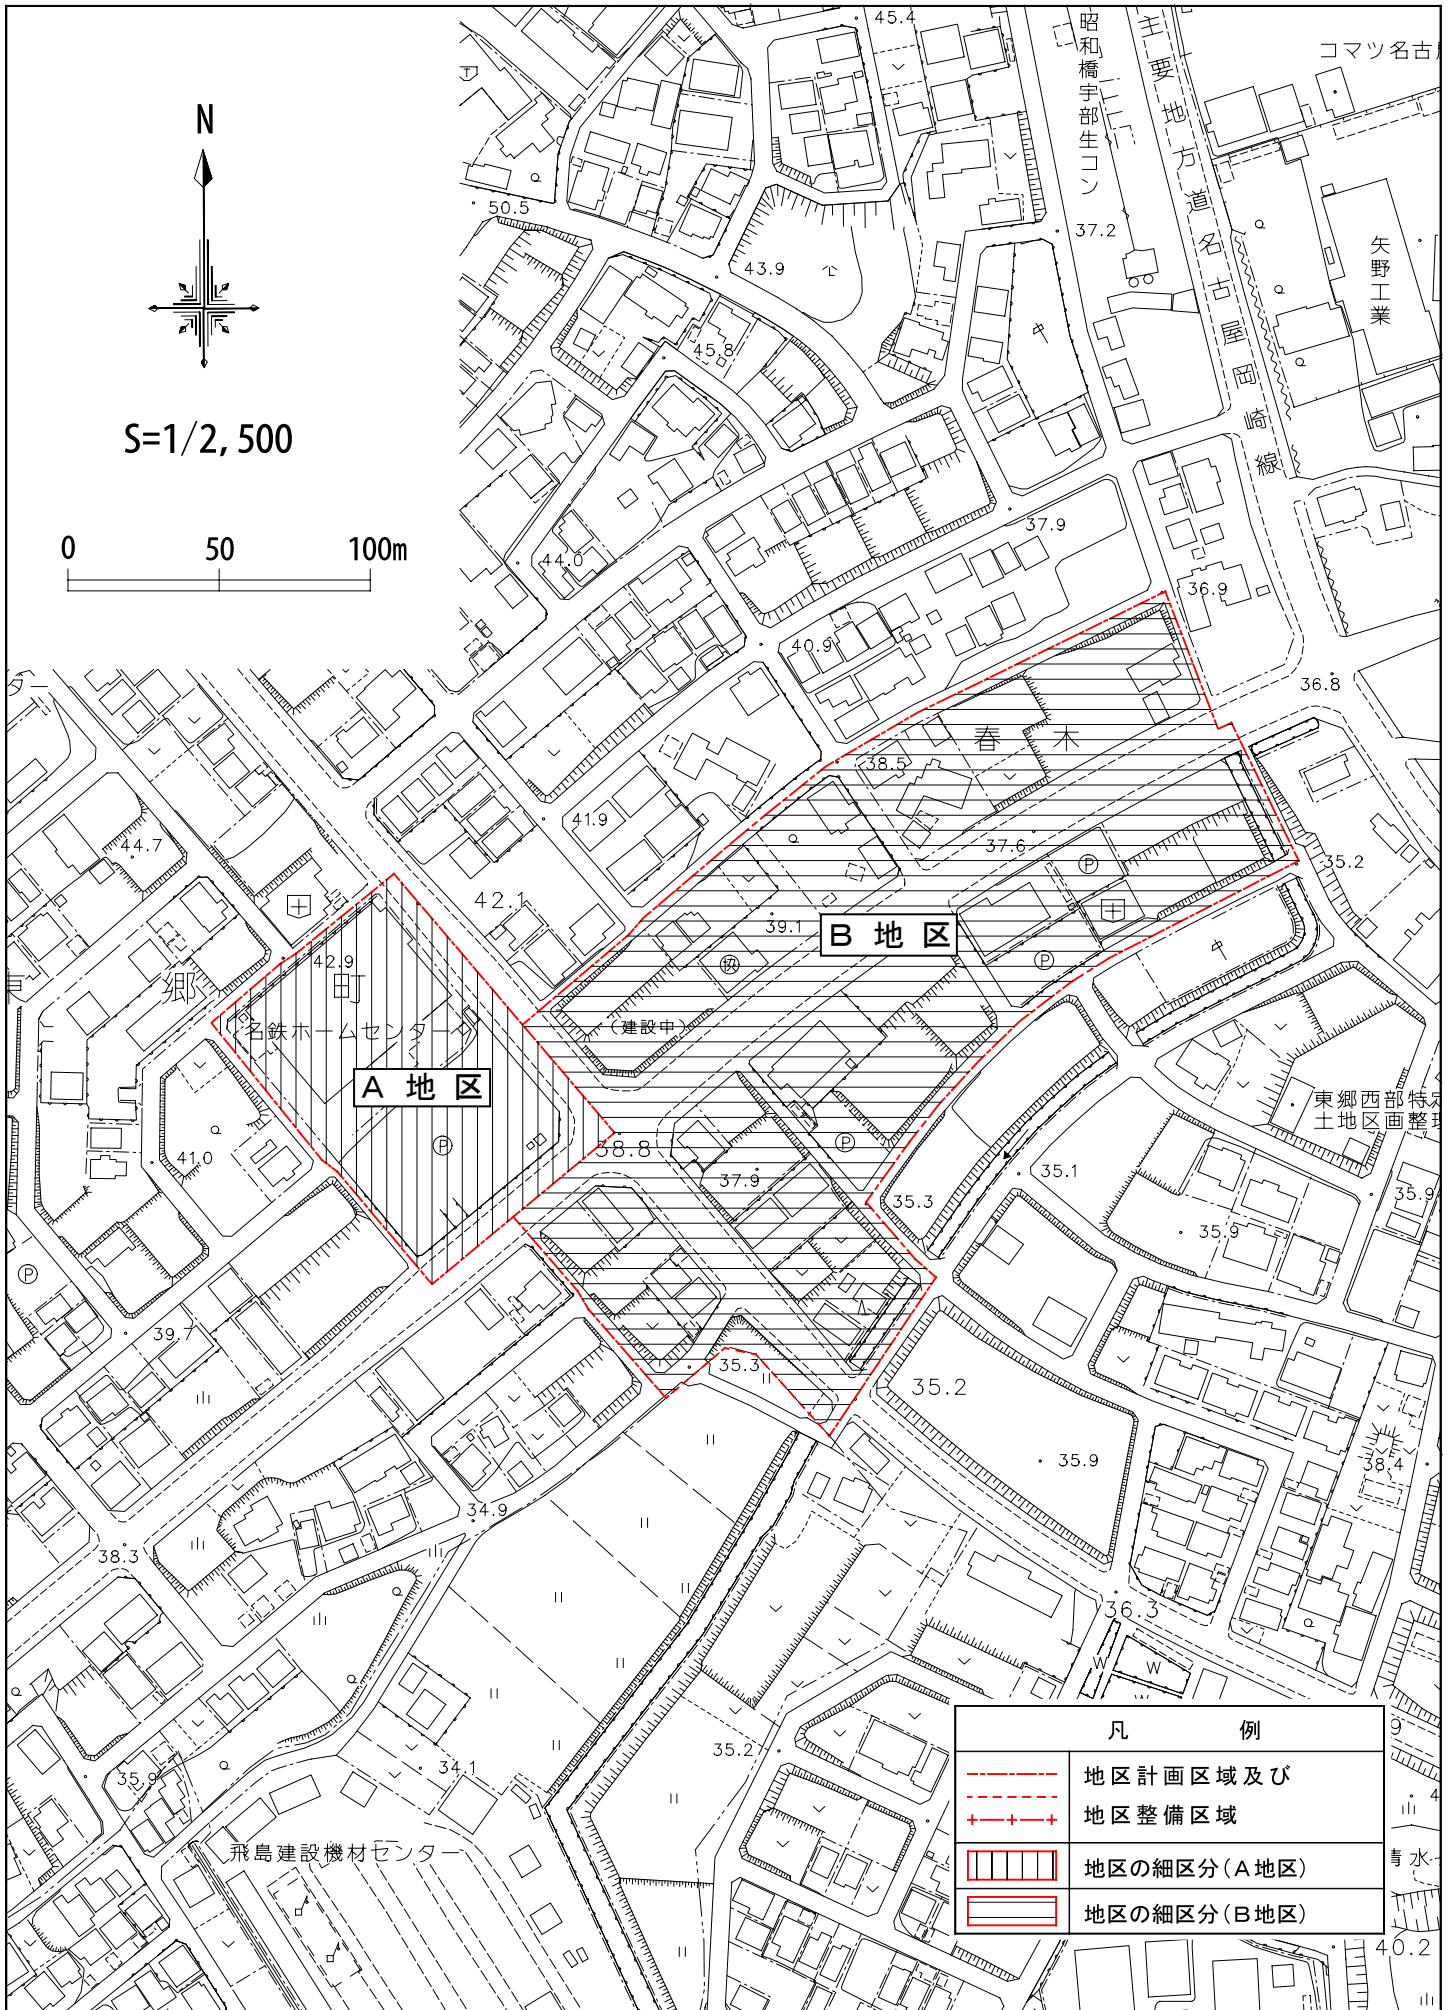 N
S=1/2,500
0 50 100m
45.4
昭和橋宇部生コン
主要地方道名古屋岡崎線
コマツ名古
50.5
37.2
矢野工業
43.9
45.8
44.0
37.9
36.9
40.9
36.8
春木
38.5
41.9
44.7
37.6
P
35.2
42.1
39.1
B地区
42.9
協
P
郷町
名鉄ホームセンター
(建設中)
A地区
東郷西部特定
土地区画整理
P
38.8
P
41.0
37.9
35.1
35.3
35.9
35.9
P
39.7
35.3
35.2
35.9
38.4
34.9
38.3
36.3
W
W
W
35.2
34.1
35.9
飛島建設機材センター
凡例
地区計画区域及び
地区整備区域
地区の細区分(A地区)
地区の細区分(B地区)
清水
40.2